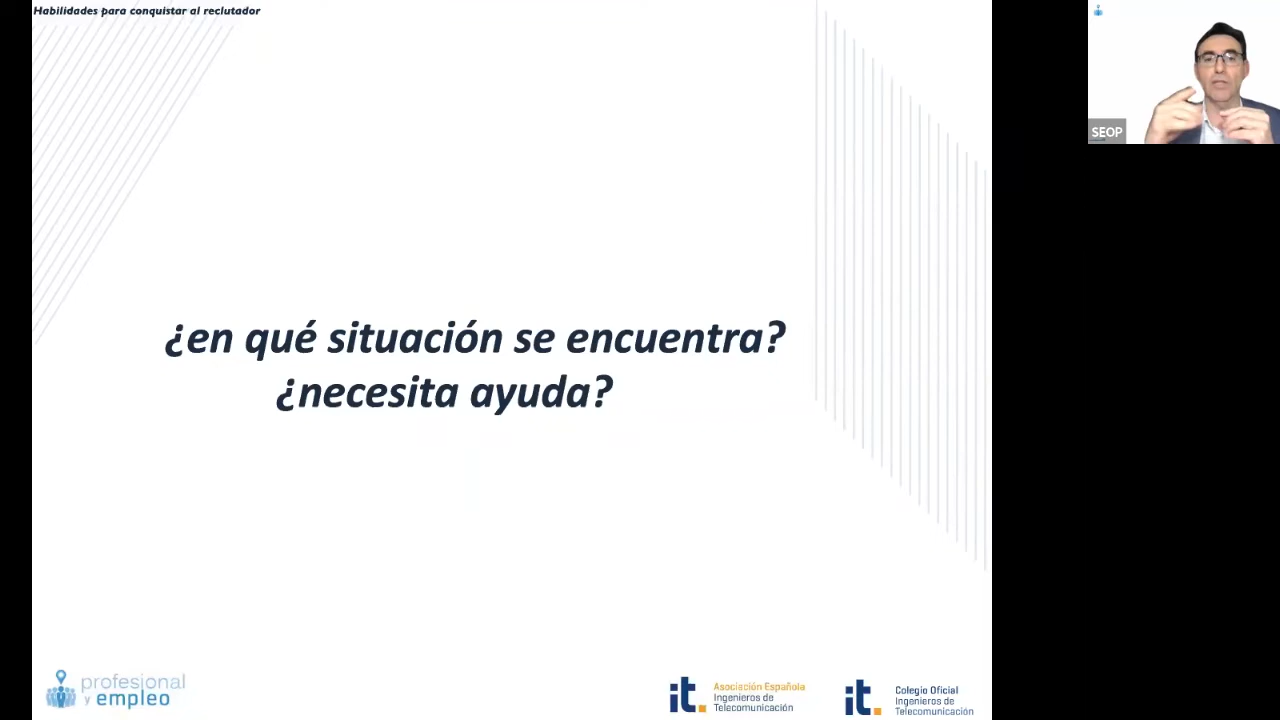 Habilidades para conquistar al reclutador
SEOP
¿en qué situación se encuentra?
¿necesita ayuda?
profesional
y empleo
it. Asociación Española
Ingenieros de
Telecomunicación
it. Colegio Oficial
Ingenieros de
Telecomunicación